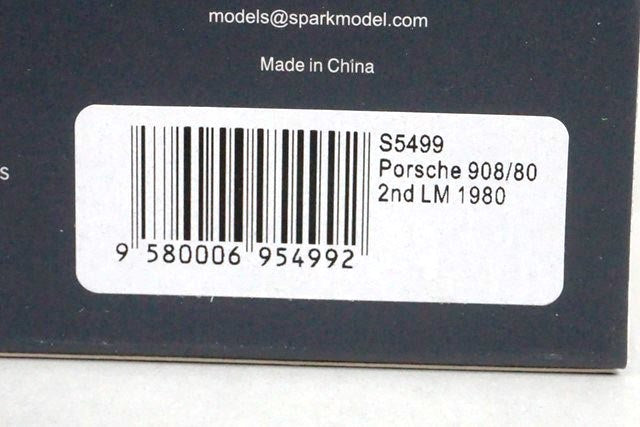 models@sparkmodel.com
Made in China
s
S5499
Porsche 908/80
2nd LM 1980
9 580006 954992